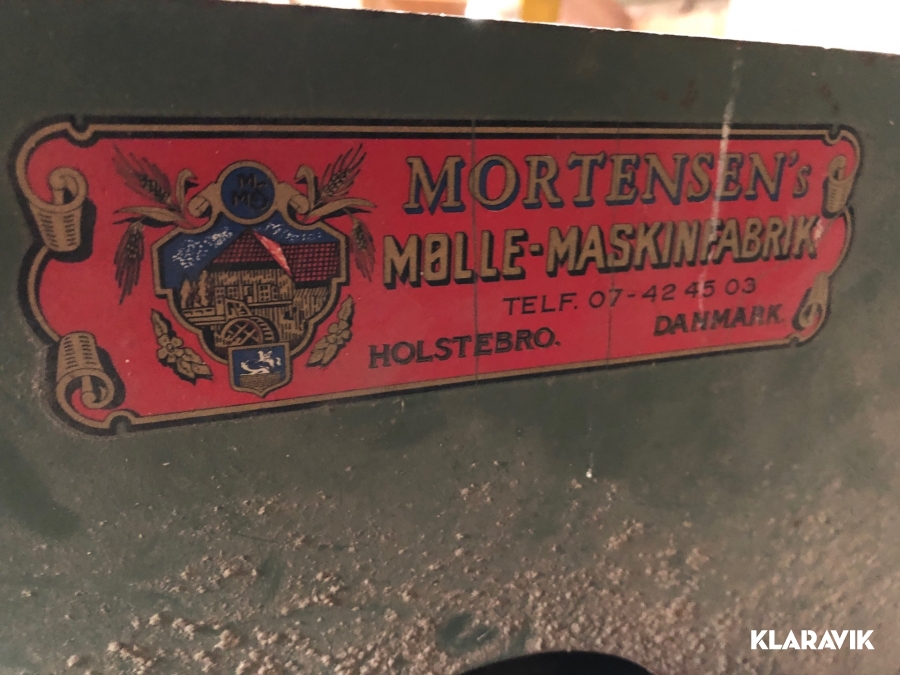 MORTENSEN's
MØLLE-MASKINFABRIK
TELF. 07-42 45 03
HOLSTEBRO. DANMARK.
KLARAVIK